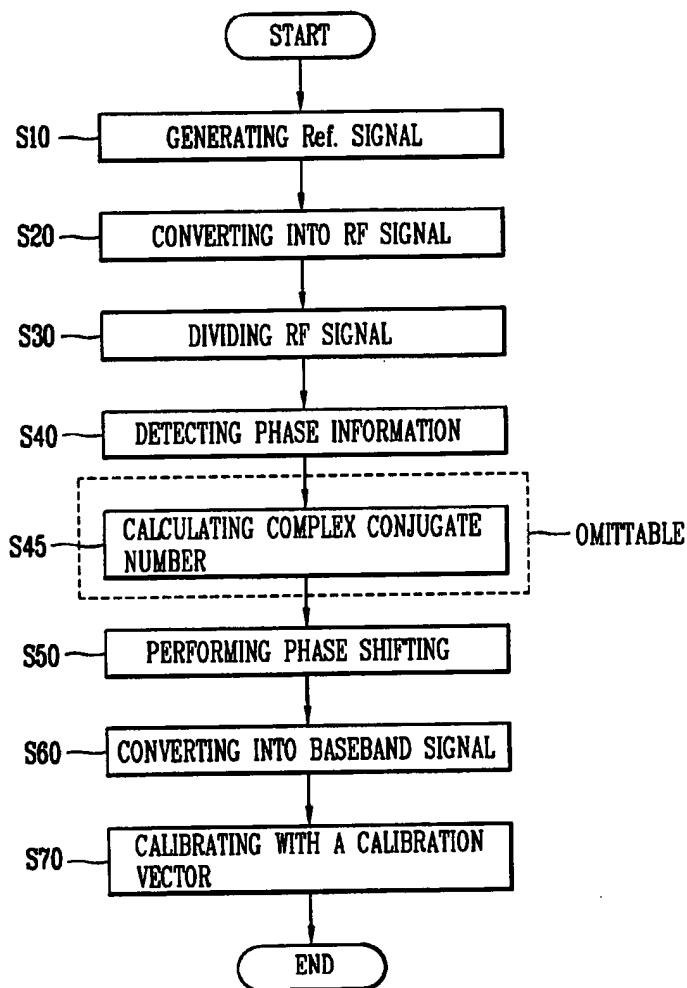 START
S10 GENERATING Ref. SIGNAL
S20 CONVERTING INTO RF SIGNAL
S30 DIVIDING RF SIGNAL
S40 DETECTING PHASE INFORMATION
S45 CALCULATING COMPLEX CONJUGATE
NUMBER
OMITTABLE
S50 PERFORMING PHASE SHIFTING
S60 CONVERTING INTO BASEBAND SIGNAL
S70 CALIBRATING WITH A CALIBRATION
VECTOR
END